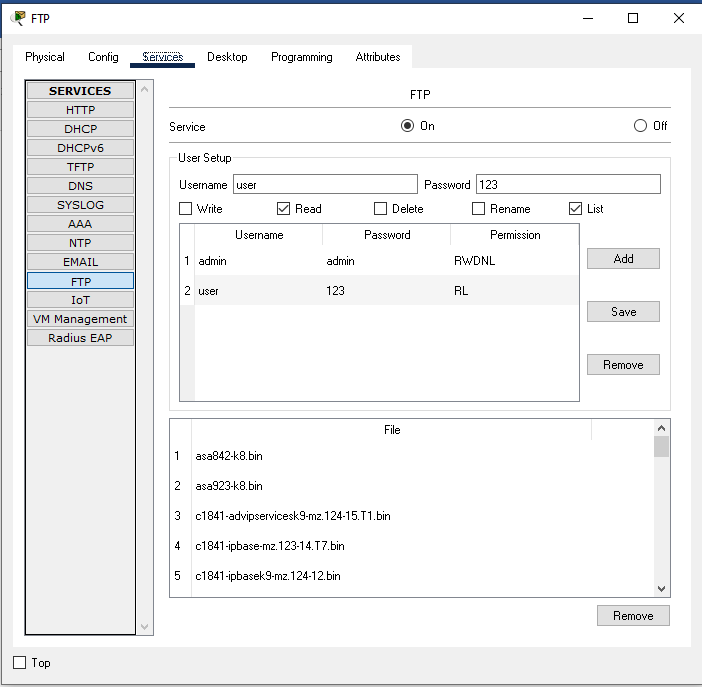 FTP
Physical Config Services Desktop Programming Attributes
SERVICES
HTTP
DHCP
DHCPv6
TFTP
DNS
SYSLOG
AAA
NTP
EMAIL
FTP
IoT
VM Management
Radius EAP
FTP
Service On Off
User Setup
Username user Password 123
Write Read Delete Rename List
Username Password Permission
1 admin admin RWDNL
2 user 123 RL
Add
Save
Remove
File
1 asa842-k8.bin
2 asa923-k8.bin
3 c1841-advipservicesk9-mz.124-15.T1.bin
4 c1841-ipbase-mz.123-14.T7.bin
5 c1841-ipbasek9-mz.124-12.bin
Remove
Top